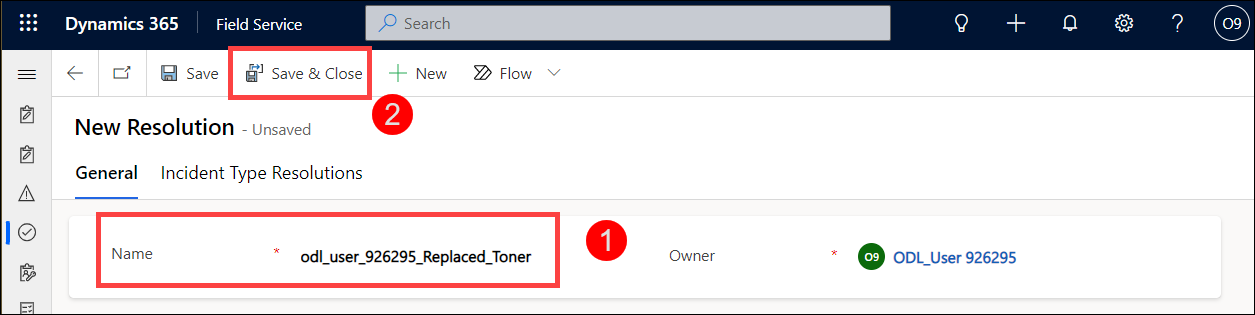 Dynamics 365 Field Service Search ? O9
Save Save & Close New Flow
2
New Resolution - Unsaved
General Incident Type Resolutions
1
Name * odl_user_926295_Replaced_Toner Owner * O9 ODL_User 926295